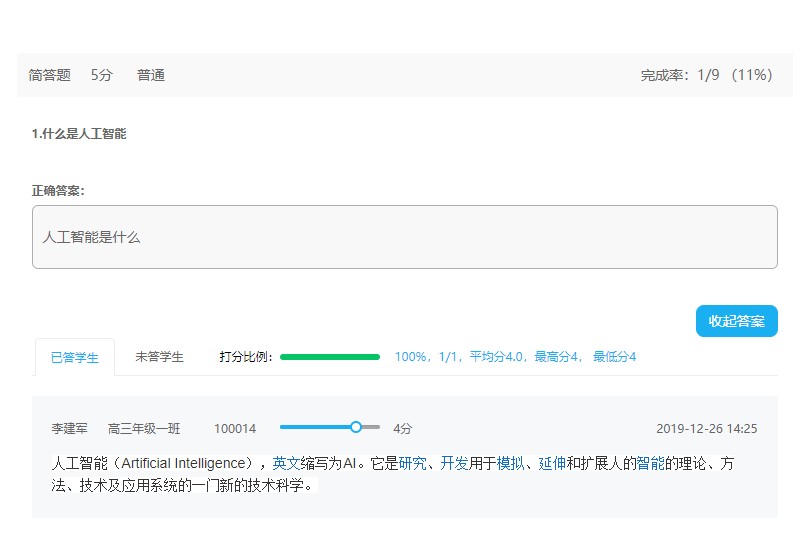 简答题 5分 普通 完成率：1/9 （11%）
1.什么是人工智能
正确答案：
人工智能是什么
收起答案
已答学生 未答学生 打分比例： 100%，1/1，平均分4.0，最高分4， 最低分4
李建军 高三年级一班 100014 4分 2019-12-26 14:25
人工智能（Artificial Intelligence），英文缩写为AI。它是研究、开发用于模拟、延伸和扩展人的智能的理论、方
法、技术及应用系统的一门新的技术科学。